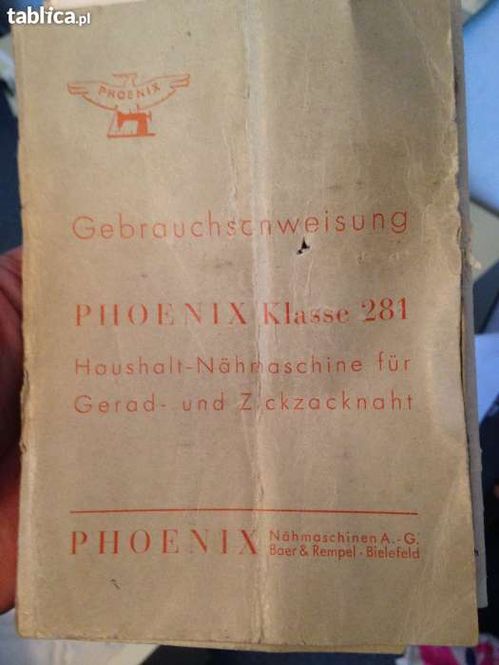 tablica.pl
PHOENIX
Gebrauchsanweisung
PHOENIX Klasse 281
Haushalt-Nähmaschine für
Gerad- und Zickzacknaht
PHOENIX Nähmaschinen A.-G.
Baer & Rempel · Bielefeld